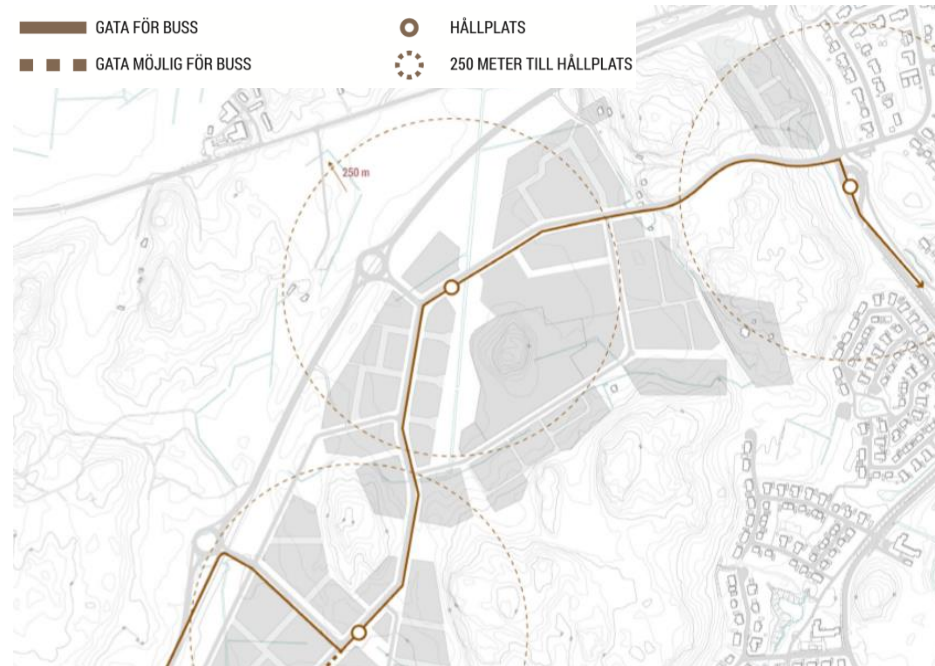 GATA FÖR BUSS
HÅLLPLATS
GATA MÖJLIG FÖR BUSS
250 METER TILL HÅLLPLATS
250 m